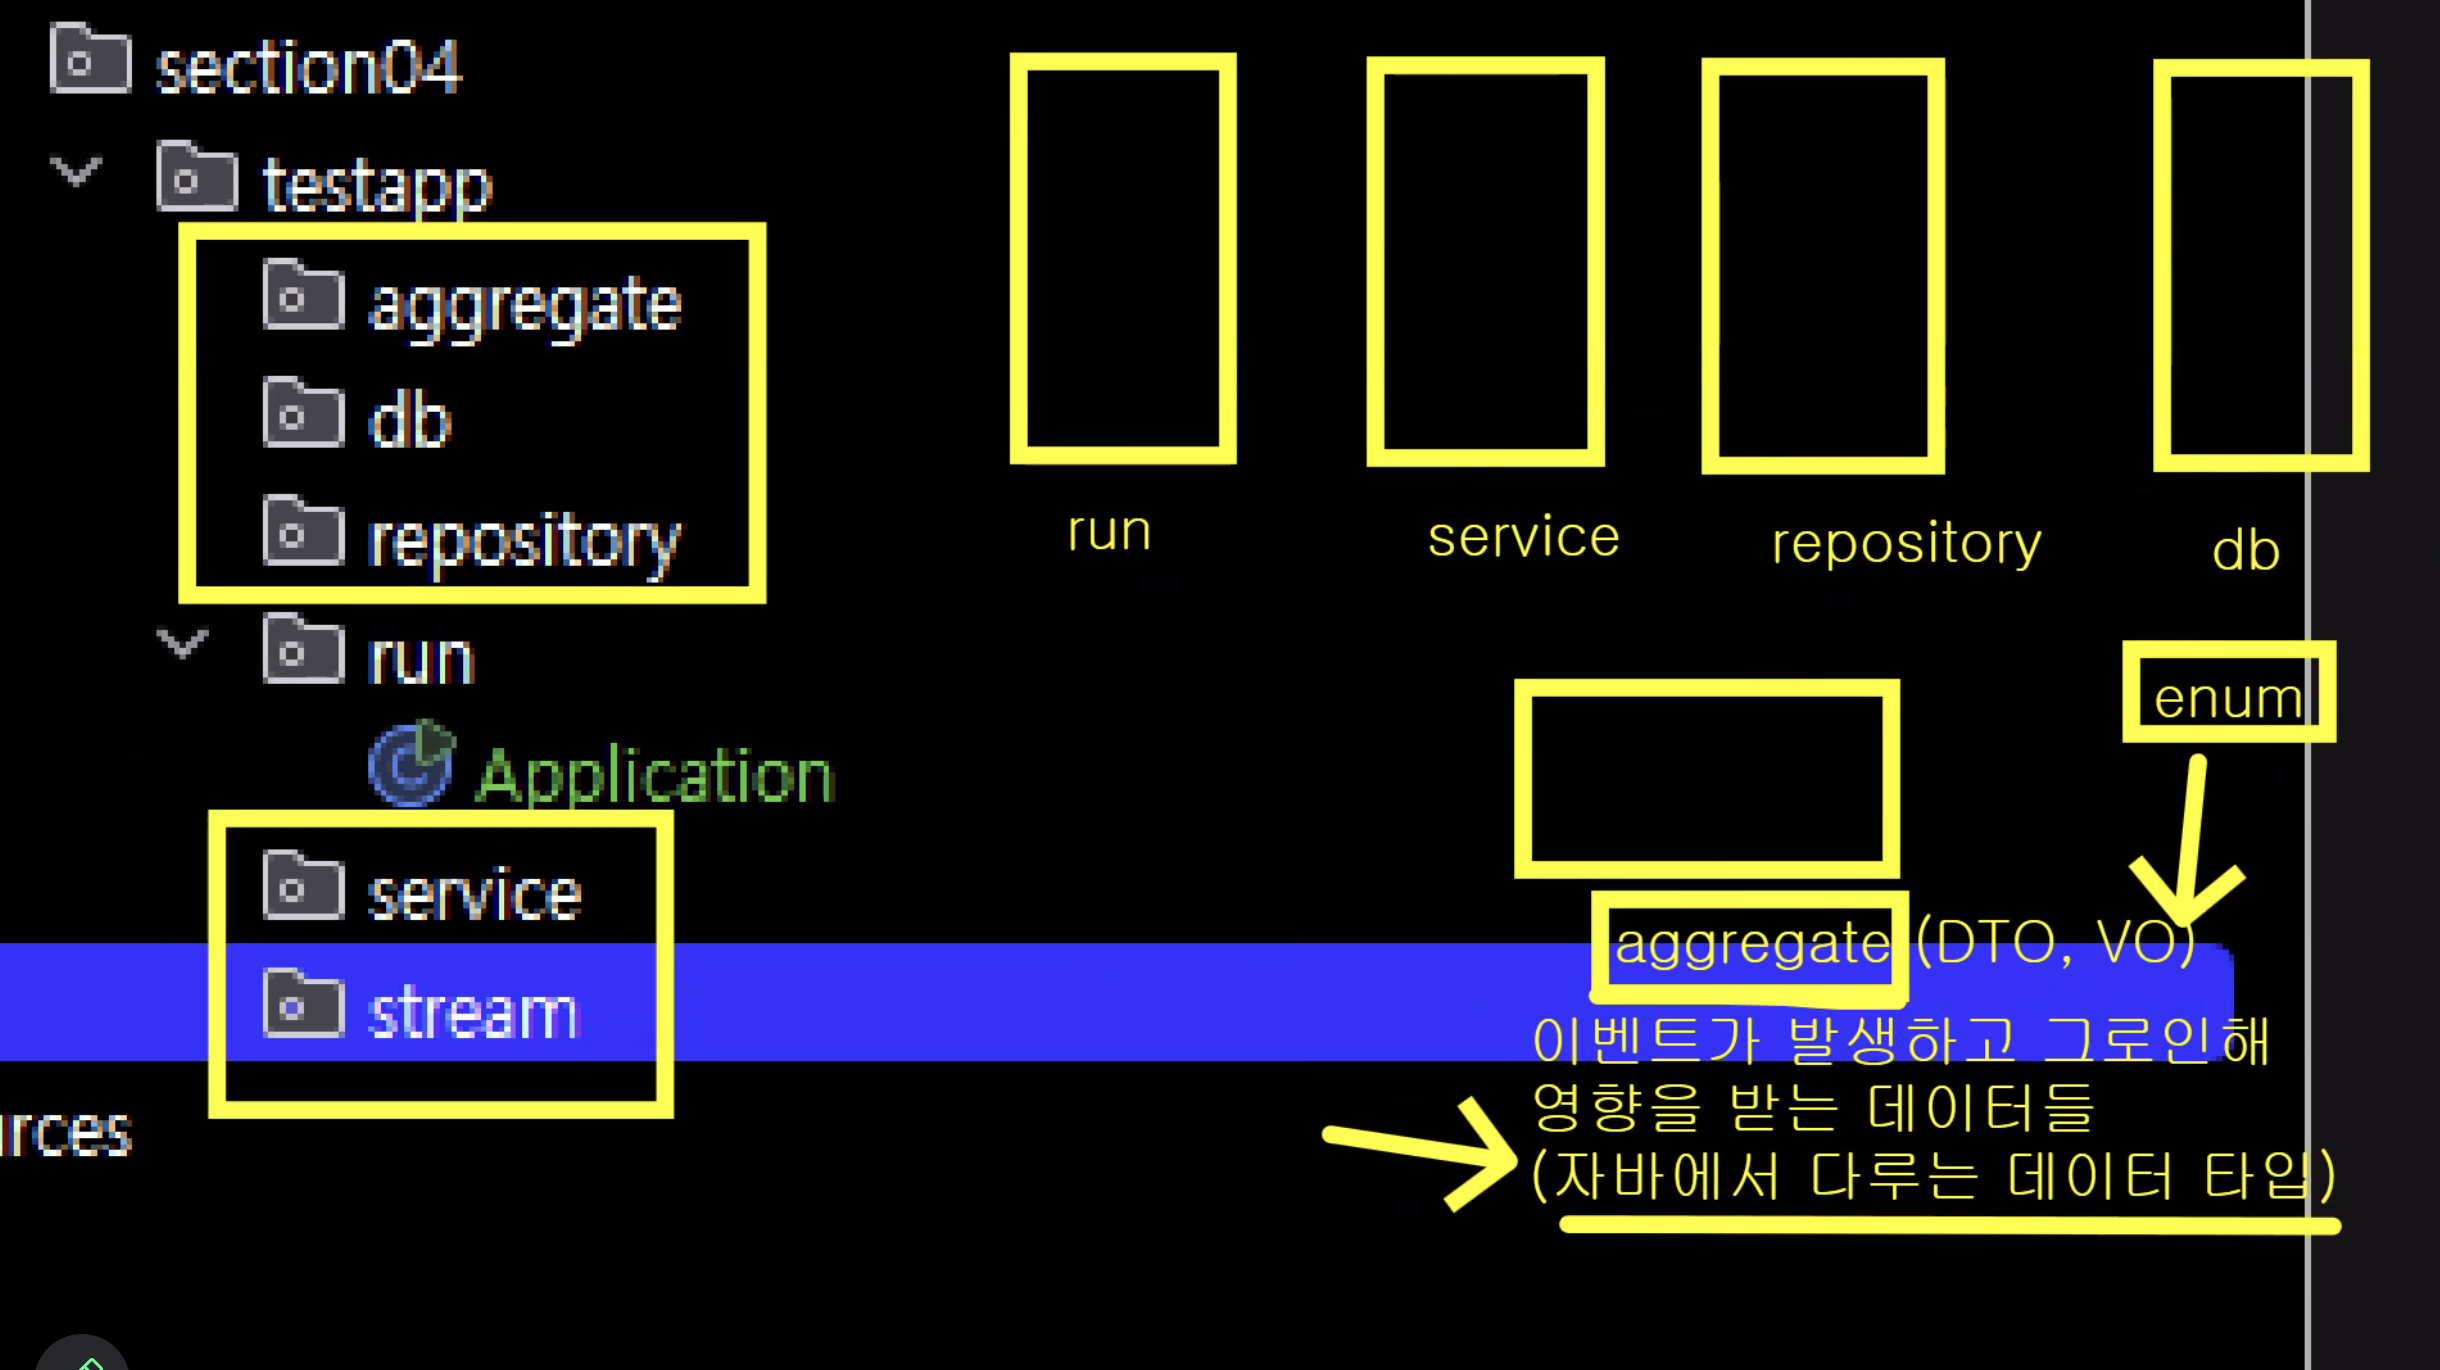 section04
testapp
aggregate
db
repository
run
Application
service
stream
urces
run
service
repository
db
enum
aggregate (DTO, VO)
이벤트가 발생하고 그로인해
영향을 받는 데이터들
(자바에서 다루는 데이터 타입)